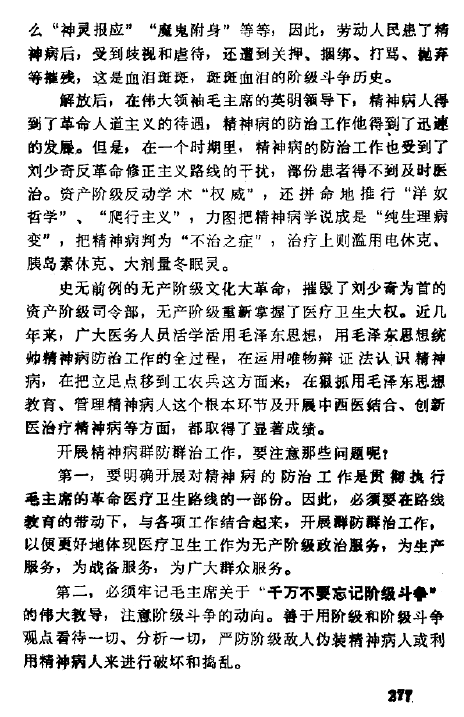 么“神灵报应”“魔鬼附身”等等，因此，劳动人民患了精
神病后，受到歧视和虐待，还遭到关押、捆绑、打骂、抛弃
等摧残，这是血泪斑斑，斑斑血泪的阶级斗争历史。
解放后，在伟大领袖毛主席的英明领导下，精神病人得
到了革命人道主义的待遇，精神病的防治工作他得到了迅速
的发展。但是，在一个时期里，精神病的防治工作也受到了
刘少奇反革命修正主义路线的干扰，部份患者得不到及时医
治。资产阶级反动学术“权威”，还拼命地推行“洋奴
哲学”、“爬行主义”，力图把精神病学说成是“纯生理病
变”，把精神病判为“不治之症”，治疗上则滥用电休克、
胰岛素休克、大剂量冬眠灵。
史无前例的无产阶级文化大革命，摧毁了刘少奇为首的
资产阶级司令部，无产阶级重新掌握了医疗卫生大权。近几
年来，广大医务人员活学活用毛泽东思想，用毛泽东思想统
帅精神病防治工作的全过程，在运用唯物辩证法认识精神
病，在把立足点移到工农兵这方面来，在狠抓用毛泽东思想
教育、管理精神病人这个根本环节及开展中西医结合、创新
医治疗精神病等方面，都取得了显著成绩。
开展精神病群防群治工作，要注意那些问题呢？
第一，要明确开展对精神病的防治工作是贯彻执行
毛主席的革命医疗卫生路线的一部份。因此，必须要在路线
教育的带动下，与各项工作结合起来，开展群防群治工作，
以便更好地体现医疗卫生工作为无产阶级政治服务，为生产
服务，为战备服务，为广大群众服务。
第二，必须牢记毛主席关于“千万不要忘记阶级斗争”
的伟大教导，注意阶级斗争的动向。善于用阶级和阶级斗争
观点看待一切、分析一切，严防阶级敌人伪装精神病人或利
用精神病人来进行破坏和捣乱。
277